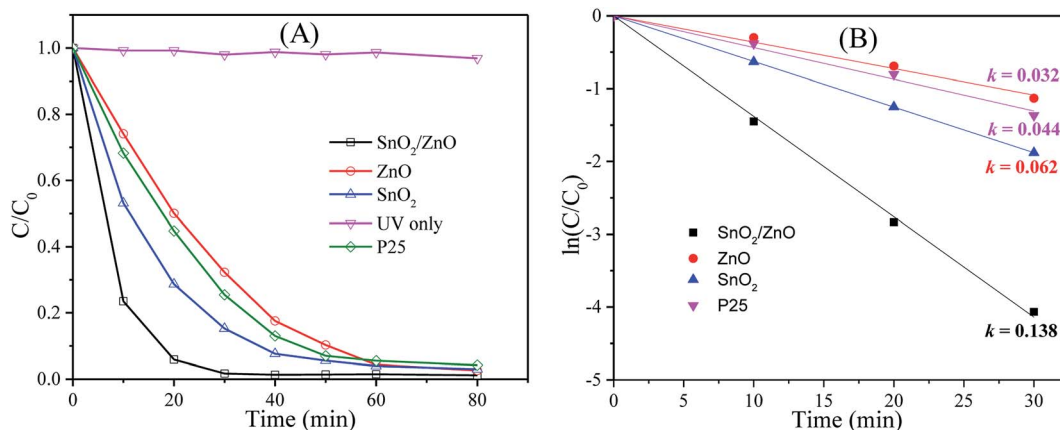 (A)
1.0
0.8
0.6
0.4
0.2
0.0
C/C₀
SnO₂/ZnO
ZnO
SnO₂
UV only
P25
0 20 40 60 80
Time (min)
(B)
0
-1
-2
-3
-4
-5
ln(C/C₀)
k = 0.032
k = 0.044
k = 0.062
k = 0.138
SnO₂/ZnO
ZnO
SnO₂
P25
0 5 10 15 20 25 30
Time (min)